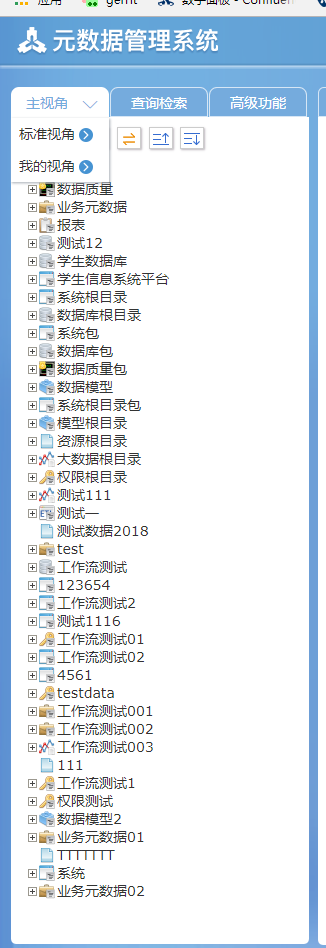 应用 gerrit 数字面板 - Confluen
元数据管理系统
主视角 查询检索 高级功能
标准视角
我的视角
数据质量
业务元数据
报表
测试12
学生数据库
学生信息系统平台
系统根目录
数据库根目录
系统包
数据库包
数据质量包
数据模型
系统根目录包
模型根目录
资源根目录
大数据根目录
权限根目录
测试111
测试一
测试数据2018
test
工作流测试
123654
工作流测试2
测试1116
工作流测试01
工作流测试02
4561
testdata
工作流测试001
工作流测试002
工作流测试003
111
工作流测试1
权限测试
数据模型2
业务元数据01
TTTTTTT
系统
业务元数据02